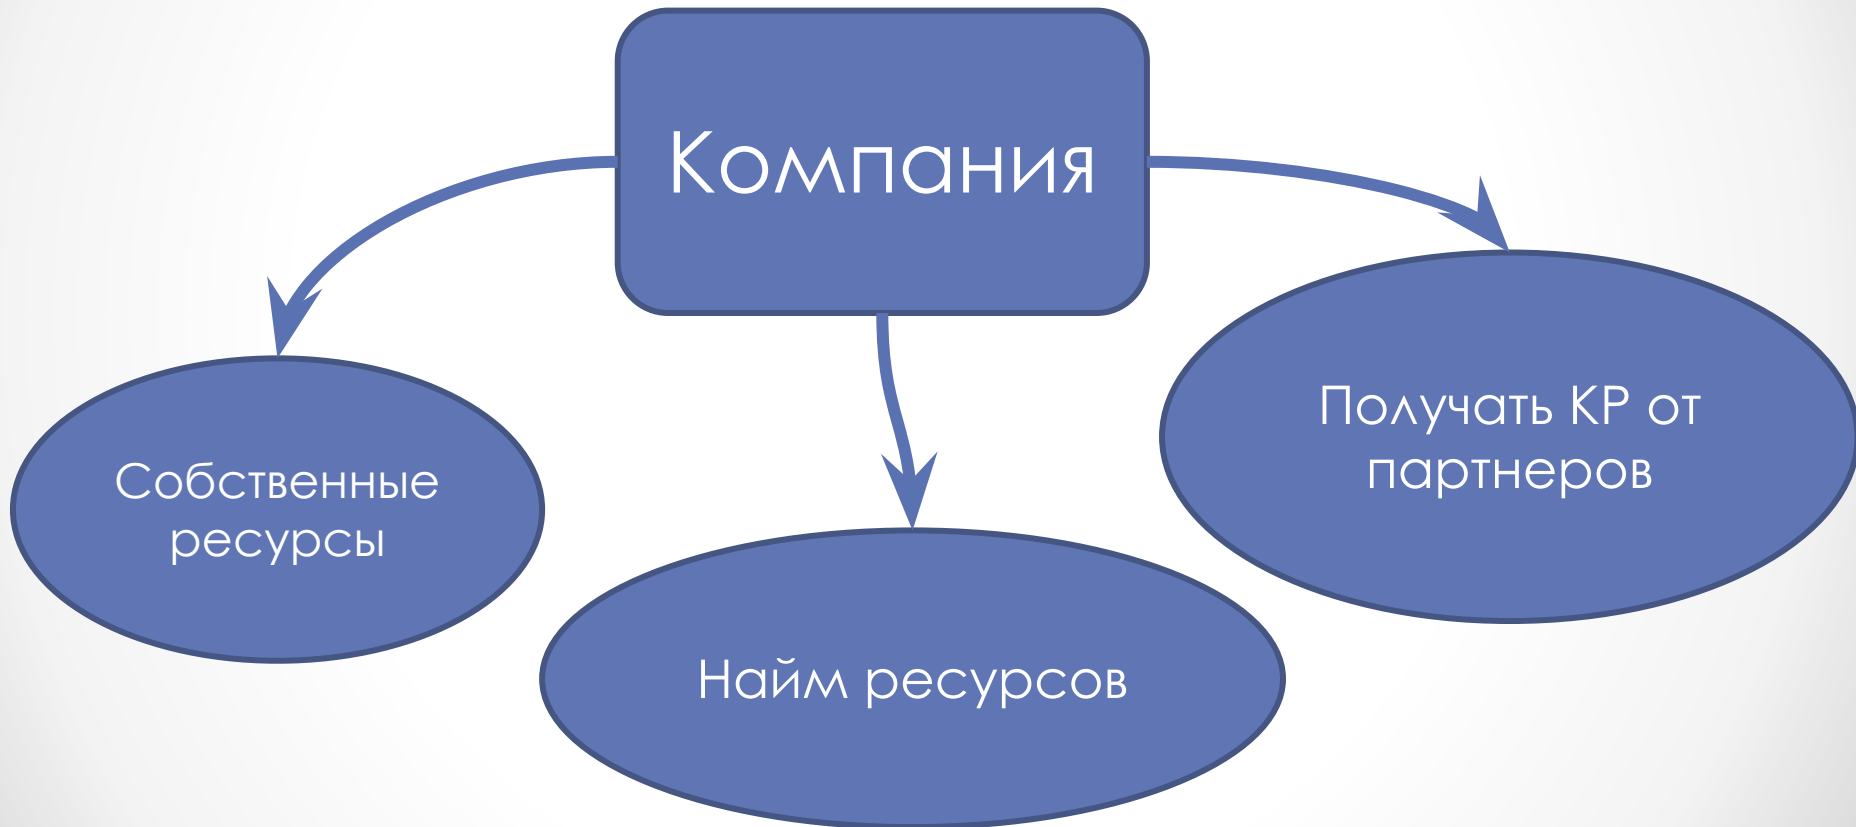 Компания
Собственные
ресурсы
Найм ресурсов
Получать КР от
партнеров